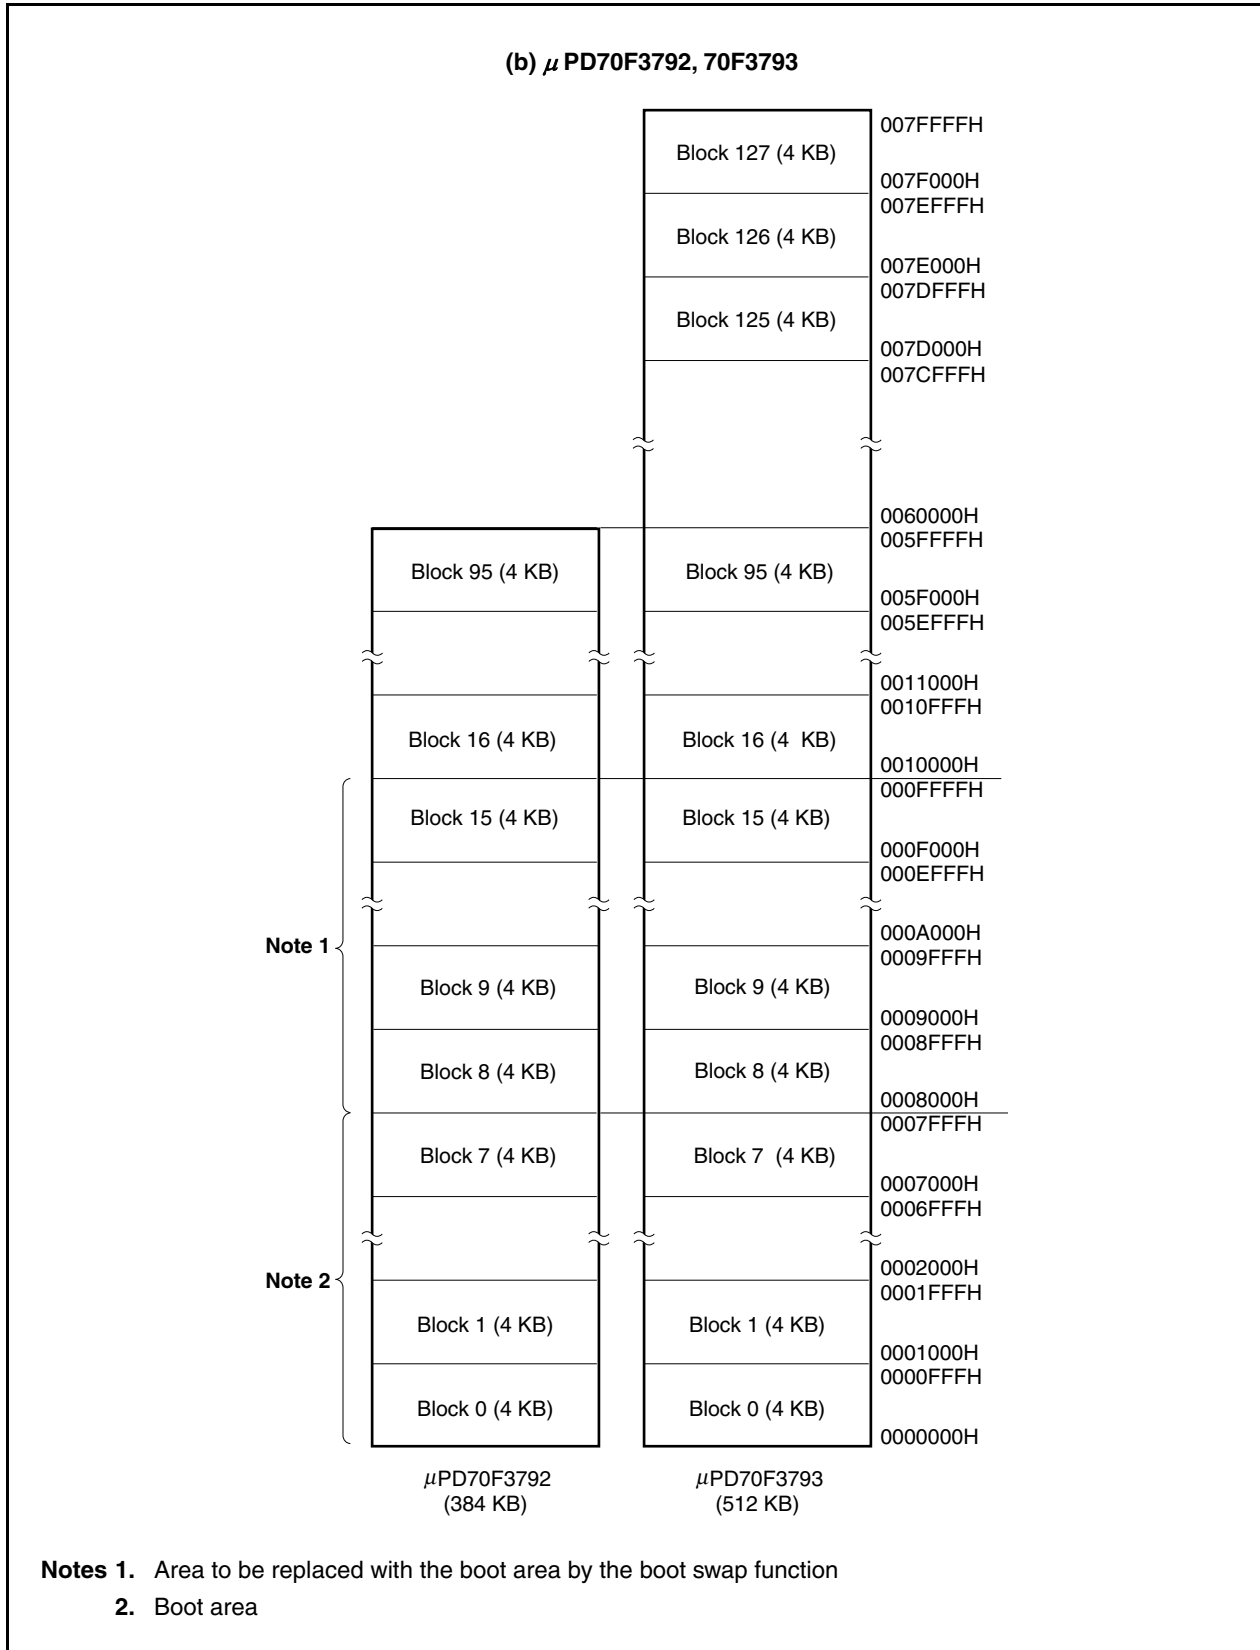 (b) μ PD70F3792, 70F3793
007FFFFH
Block 127 (4 KB)
007F000H
007EFFFH
Block 126 (4 KB)
007E000H
007DFFFH
Block 125 (4 KB)
007D000H
007CFFFH
0060000H
005FFFFH
Block 95 (4 KB) Block 95 (4 KB)
005F000H
005EFFFH
0011000H
0010FFFH
Block 16 (4 KB) Block 16 (4 KB)
0010000H
000FFFFH
Block 15 (4 KB) Block 15 (4 KB)
000F000H
000EFFFH
000A000H
Note 1
0009FFFH
Block 9 (4 KB) Block 9 (4 KB)
0009000H
0008FFFH
Block 8 (4 KB) Block 8 (4 KB)
0008000H
0007FFFH
Block 7 (4 KB) Block 7 (4 KB)
0007000H
0006FFFH
0002000H
Note 2
0001FFFH
Block 1 (4 KB) Block 1 (4 KB)
0001000H
0000FFFH
Block 0 (4 KB) Block 0 (4 KB)
0000000H
μPD70F3792 μPD70F3793
(384 KB) (512 KB)
Notes 1. Area to be replaced with the boot area by the boot swap function
2. Boot area